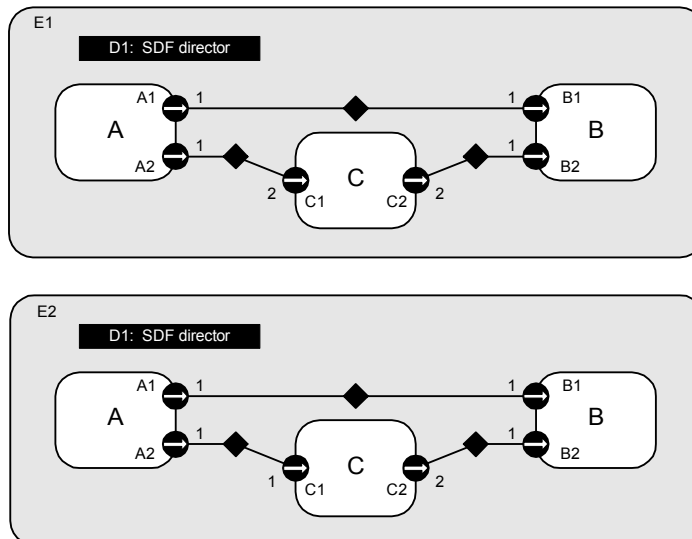 E1
D1: SDF director
A1 1 1 B1
A B
1 1
A2 B2
C
2 C1 C2 2
E2
D1: SDF director
A1 1 1 B1
A B
1 1
A2 B2
C
1 C1 C2 2